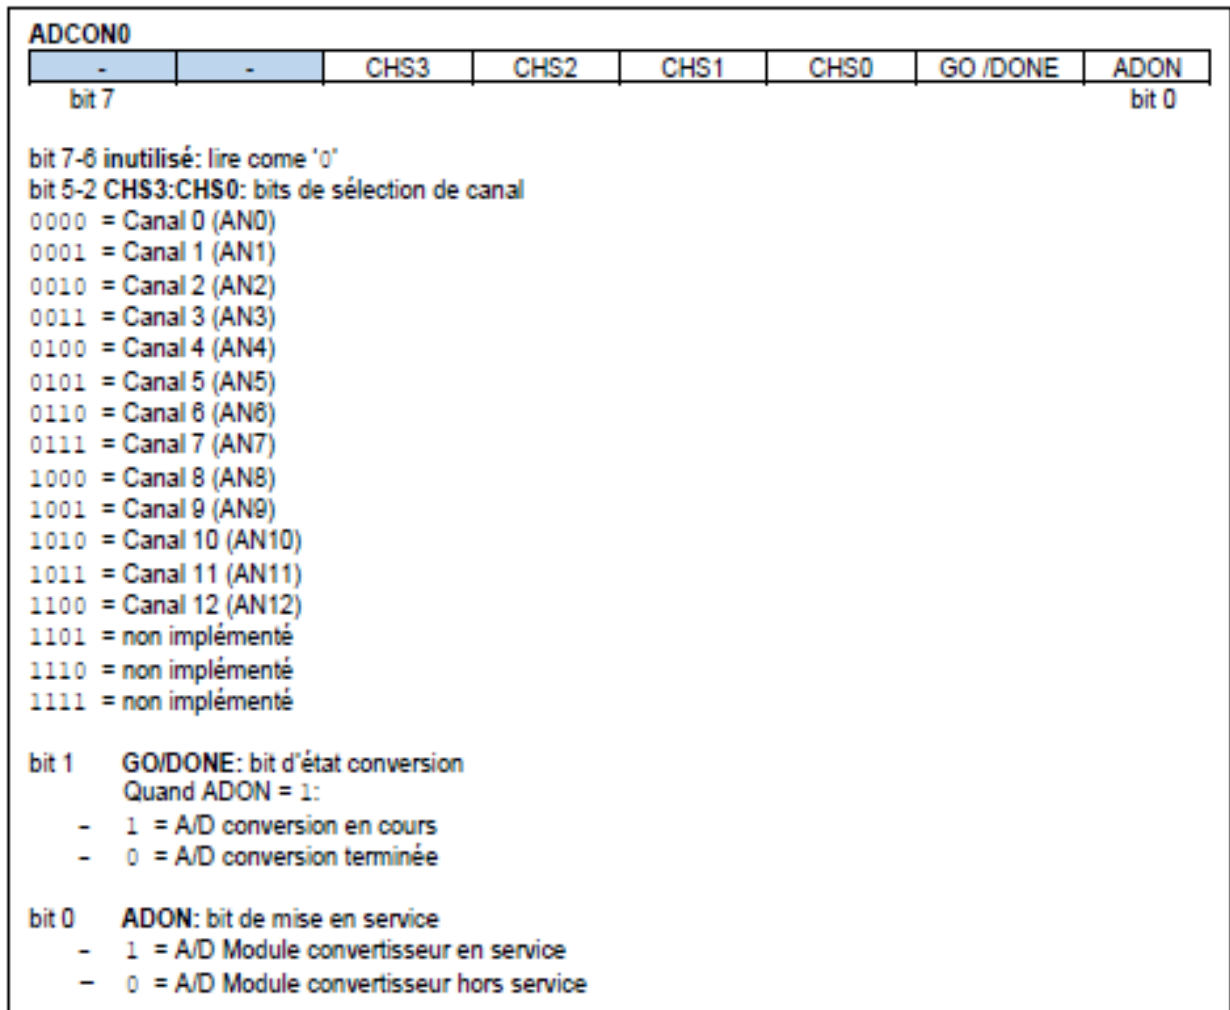 ADCON0
- - CHS3 CHS2 CHS1 CHS0 GO /DONE ADON
bit 7 bit 0
bit 7-6 inutilisé: lire come '0'
bit 5-2 CHS3:CHS0: bits de sélection de canal
0000 = Canal 0 (AN0)
0001 = Canal 1 (AN1)
0010 = Canal 2 (AN2)
0011 = Canal 3 (AN3)
0100 = Canal 4 (AN4)
0101 = Canal 5 (AN5)
0110 = Canal 6 (AN6)
0111 = Canal 7 (AN7)
1000 = Canal 8 (AN8)
1001 = Canal 9 (AN9)
1010 = Canal 10 (AN10)
1011 = Canal 11 (AN11)
1100 = Canal 12 (AN12)
1101 = non implémenté
1110 = non implémenté
1111 = non implémenté
bit 1 GO/DONE: bit d'état conversion
Quand ADON = 1:
- 1 = A/D conversion en cours
- 0 = A/D conversion terminée
bit 0 ADON: bit de mise en service
- 1 = A/D Module convertisseur en service
- 0 = A/D Module convertisseur hors service